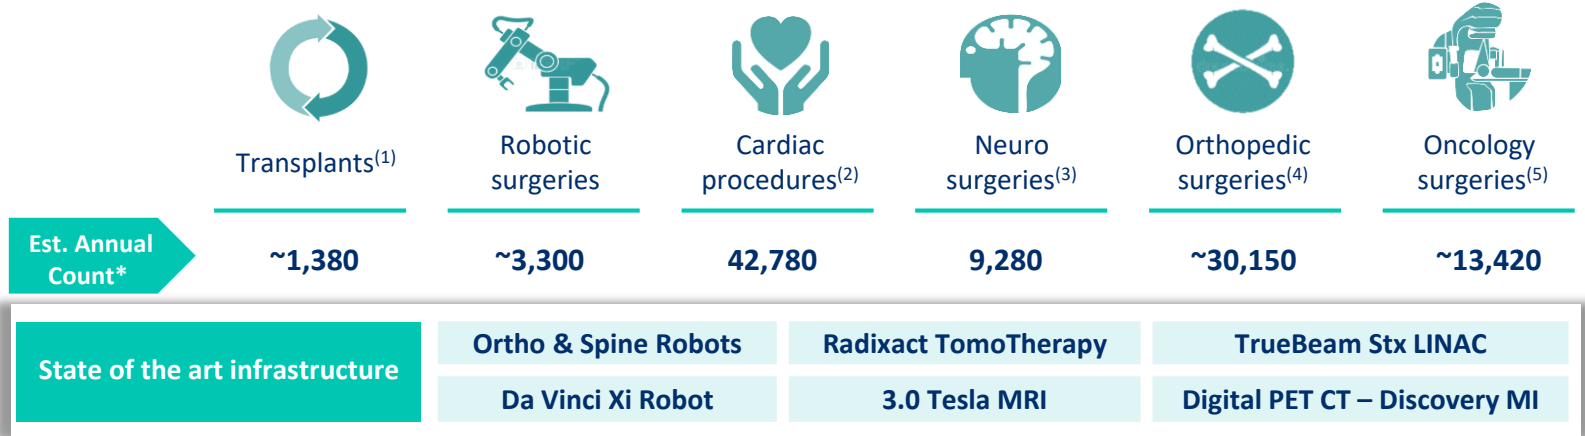 Transplants(1)
Robotic
surgeries
Cardiac
procedures(2)
Neuro
surgeries(3)
Orthopedic
surgeries(4)
Oncology
surgeries(5)
Est. Annual
Count*
~1,380
~3,300
42,780
9,280
~30,150
~13,420
State of the art infrastructure
Ortho & Spine Robots
Radixact TomoTherapy
TrueBeam Stx LINAC
Da Vinci Xi Robot
3.0 Tesla MRI
Digital PET CT – Discovery MI